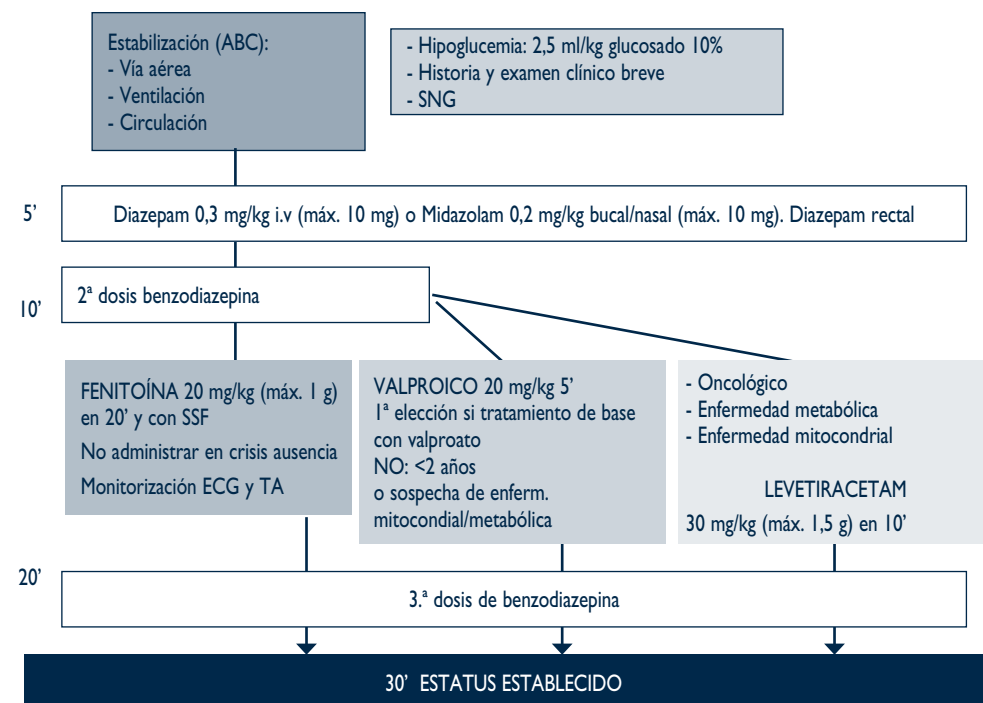 Estabilización (ABC):
- Vía aérea
- Ventilación
- Circulación
- Hipoglucemia: 2,5 ml/kg glucosado 10%
- Historia y examen clínico breve
- SNG
5’
Diazepam 0,3 mg/kg i.v (máx. 10 mg) o Midazolam 0,2 mg/kg bucal/nasal (máx. 10 mg). Diazepam rectal
10’
2ª dosis benzodiazepina
FENITOÍNA 20 mg/kg (máx. 1 g)
en 20’ y con SSF
No administrar en crisis ausencia
Monitorización ECG y TA
VALPROICO 20 mg/kg 5’
1ª elección si tratamiento de base
con valproato
NO: <2 años
o sospecha de enferm.
mitocondial/metabólica
- Oncológico
- Enfermedad metabólica
- Enfermedad mitocondrial
LEVETIRACETAM
30 mg/kg (máx. 1,5 g) en 10’
20’
3.ª dosis de benzodiazepina
30’ ESTATUS ESTABLECIDO